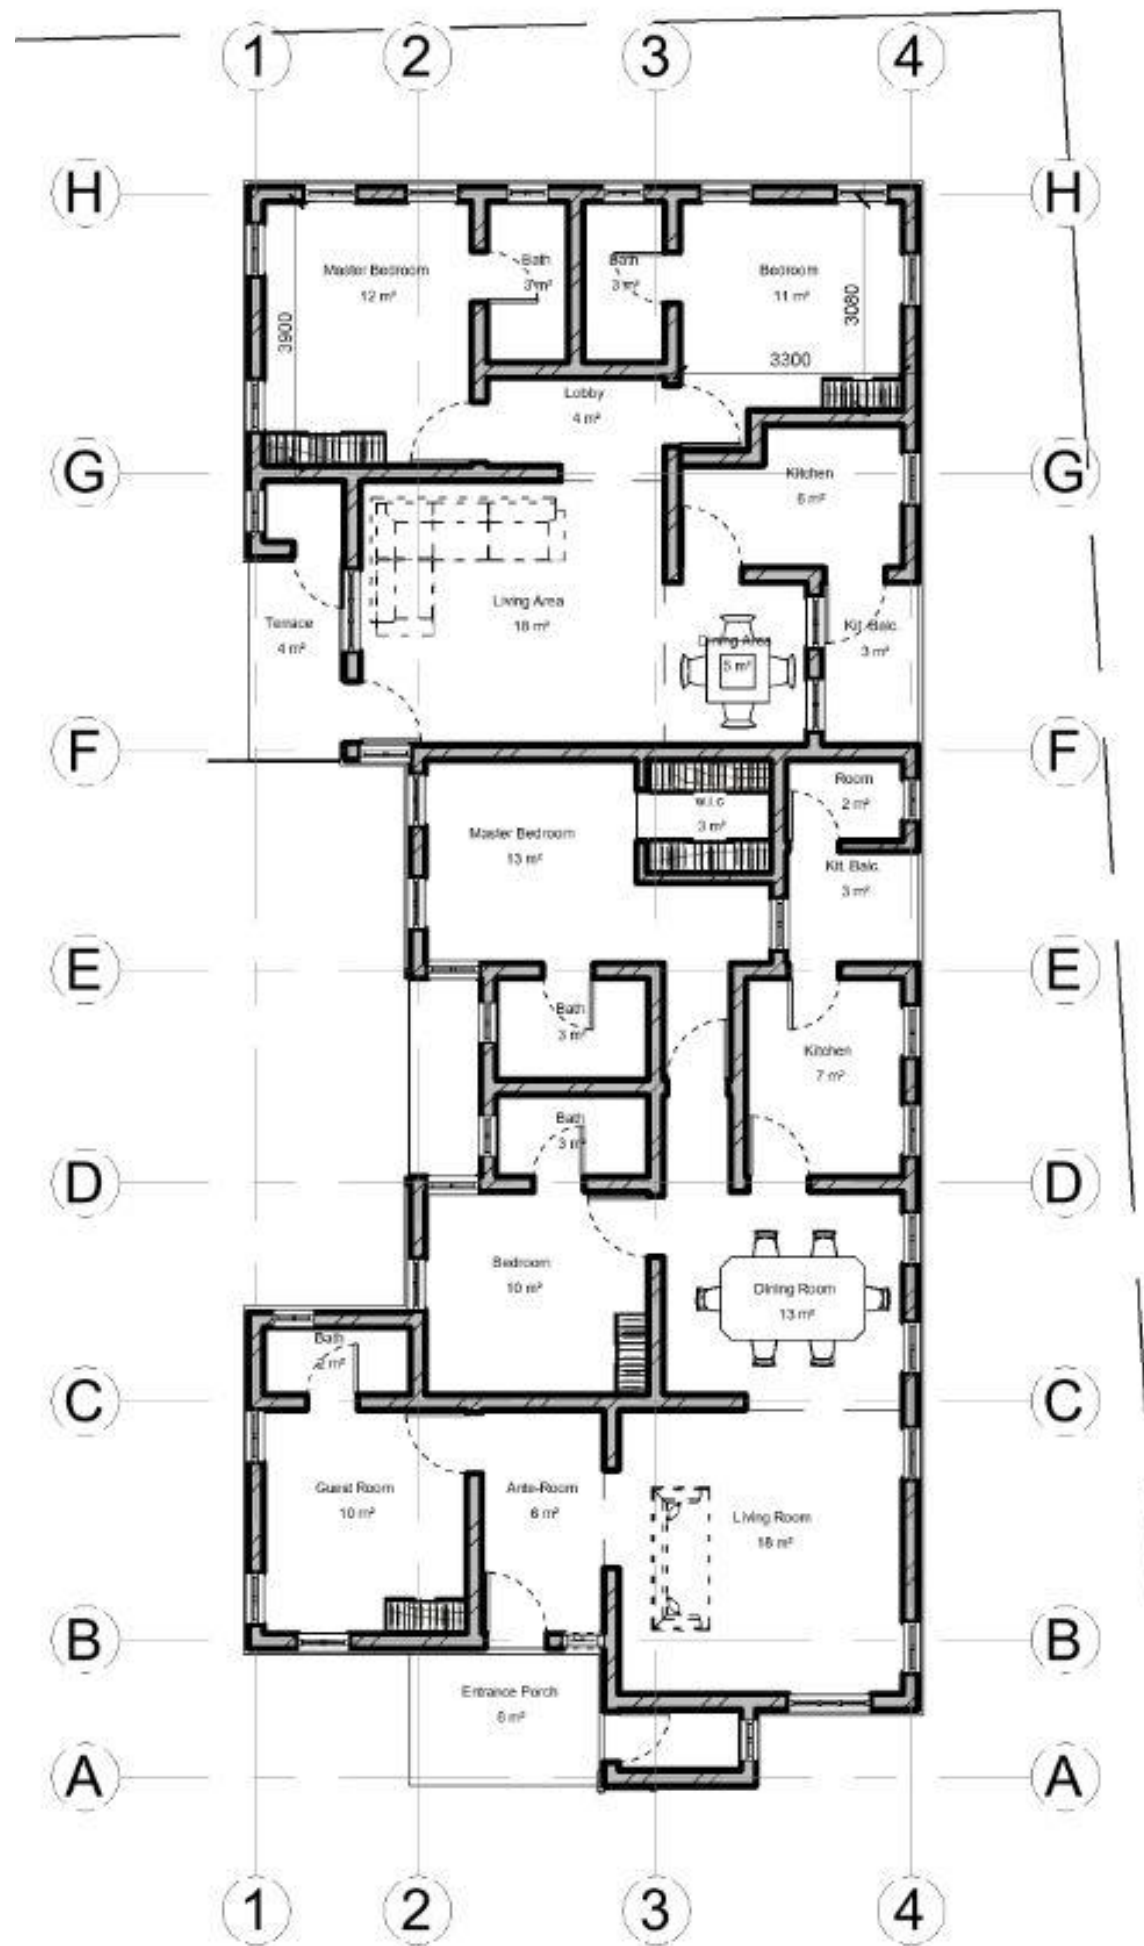 1 2 3 4
H H
Master Bedroom
12 m²
Bath
3 m²
Bath
3 m²
Bedroom
11 m²
3900
3080
3300
Lobby
4 m²
G G
Kitchen
6 m²
Living Area
18 m²
Terrace
4 m²
Dining Area
5 m²
Kit. Balc.
3 m²
F F
Room
2 m²
w.i.c
3 m²
Master Bedroom
13 m²
Kit. Balc.
3 m²
E E
Bath
3 m²
Kitchen
7 m²
Bath
3 m²
D D
Bedroom
10 m²
Dining Room
13 m²
Bath
2 m²
C C
Guest Room
10 m²
Ante-Room
6 m²
Living Room
18 m²
B B
Entrance Porch
6 m²
A A
1 2 3 4